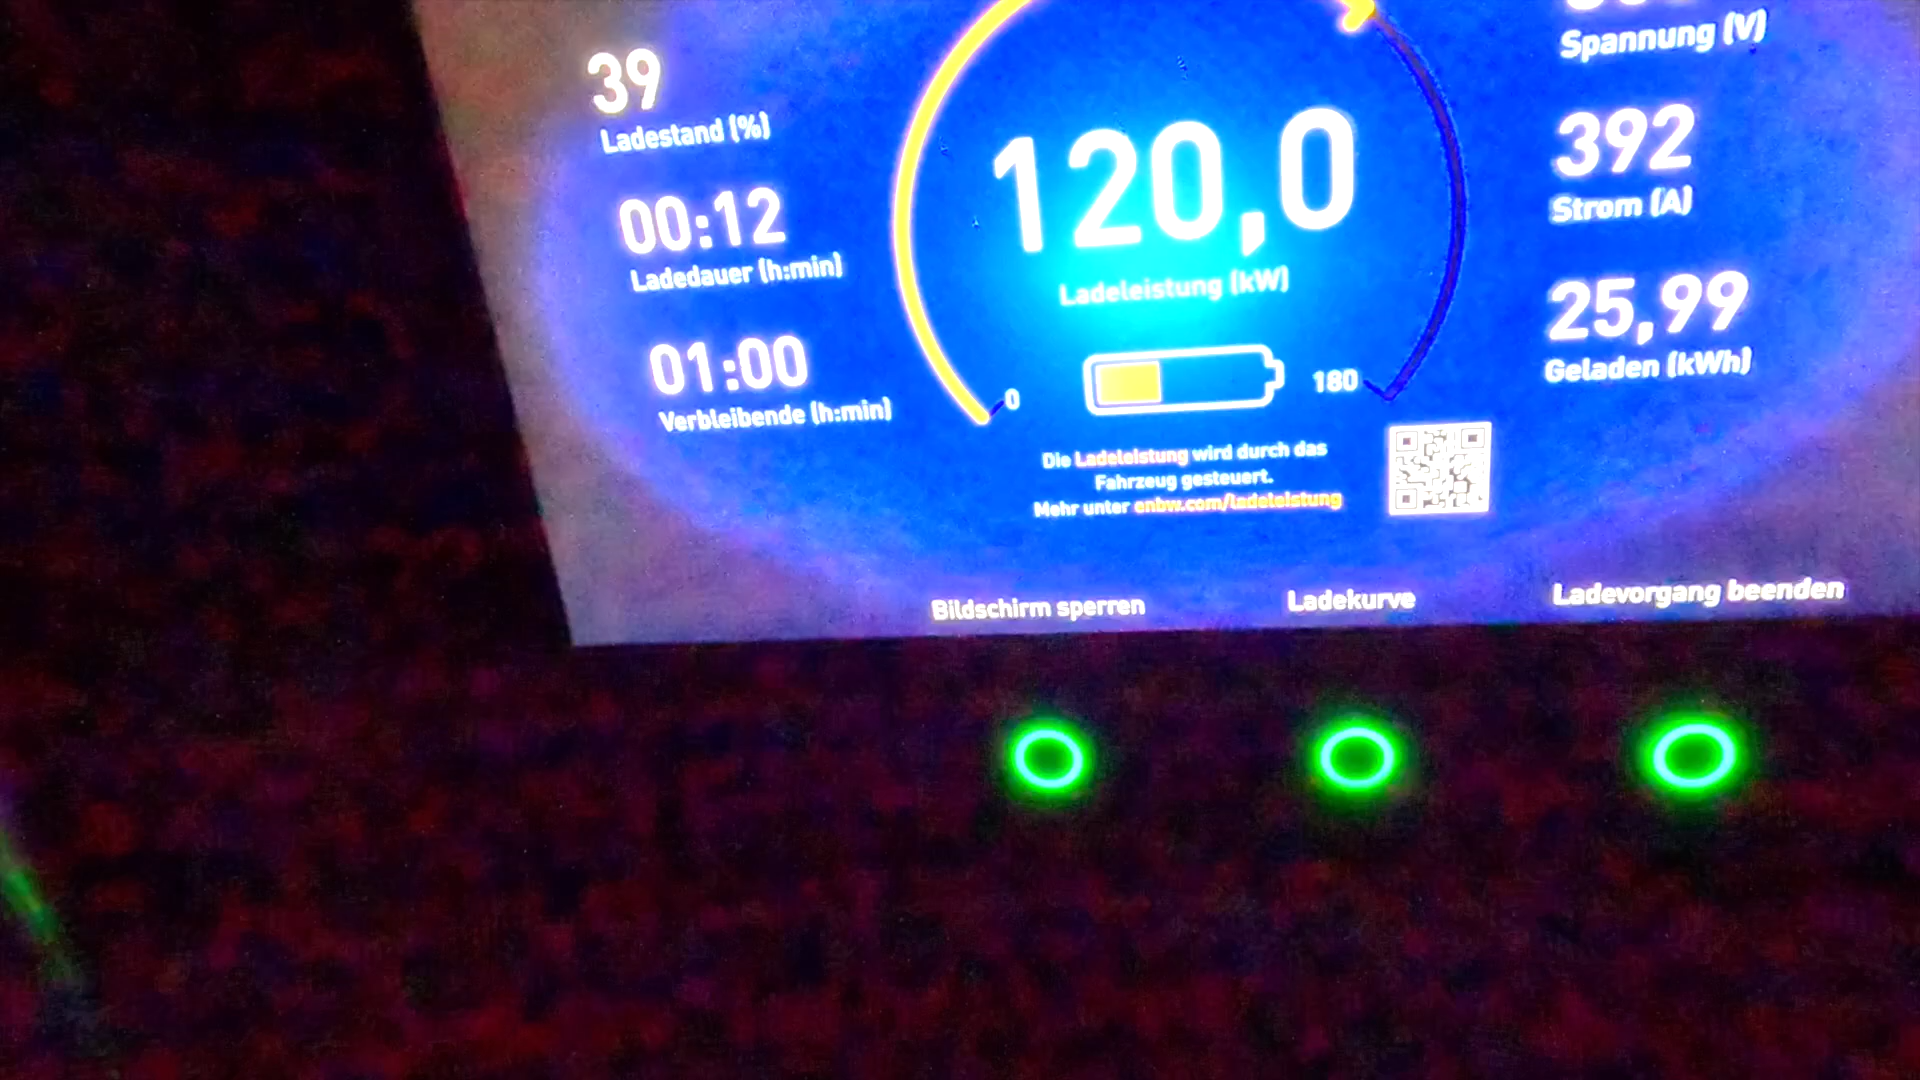 39
Ladestand (%)
00:12
Ladedauer (h:min)
01:00
Verbleibende (h:min)
120,0
Ladeleistung (kW)
0
180
Die Ladeleistung wird durch das
Fahrzeug gesteuert.
Mehr unter enbw.com/ladeleistung
Spannung (V)
392
Strom (A)
25,99
Geladen (kWh)
Bildschirm sperren
Ladekurve
Ladevorgang beenden